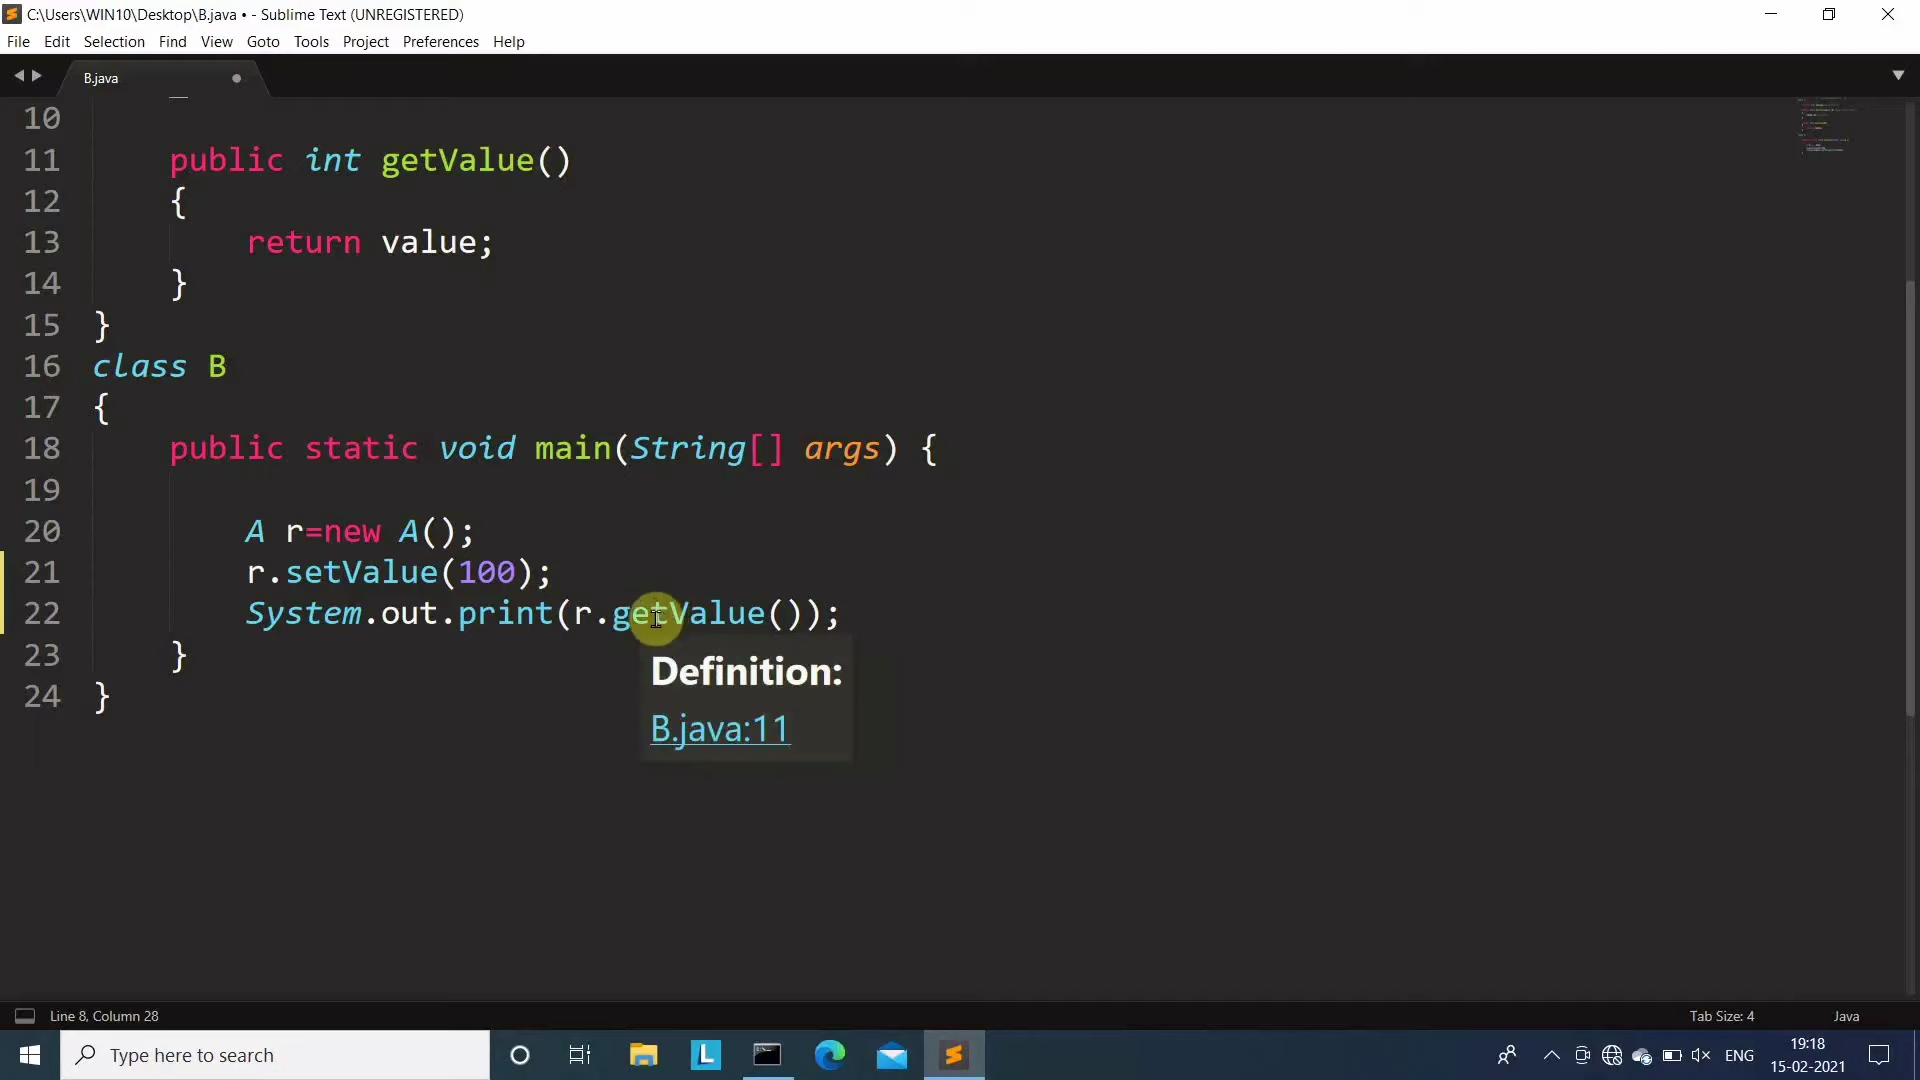 C:\Users\WIN10\Desktop\B.java • - Sublime Text (UNREGISTERED)
File Edit Selection Find View Goto Tools Project Preferences Help
B.java
10
11 public int getValue()
12 {
13 return value;
14 }
15 }
16 class B
17 {
18 public static void main(String[] args) {
19
20 A r=new A();
21 r.setValue(100);
22 System.out.print(r.getValue());
23 }
24 }
Definition:
B.java:11
Line 8, Column 28 Tab Size: 4 Java
Type here to search ENG 19:18
15-02-2021